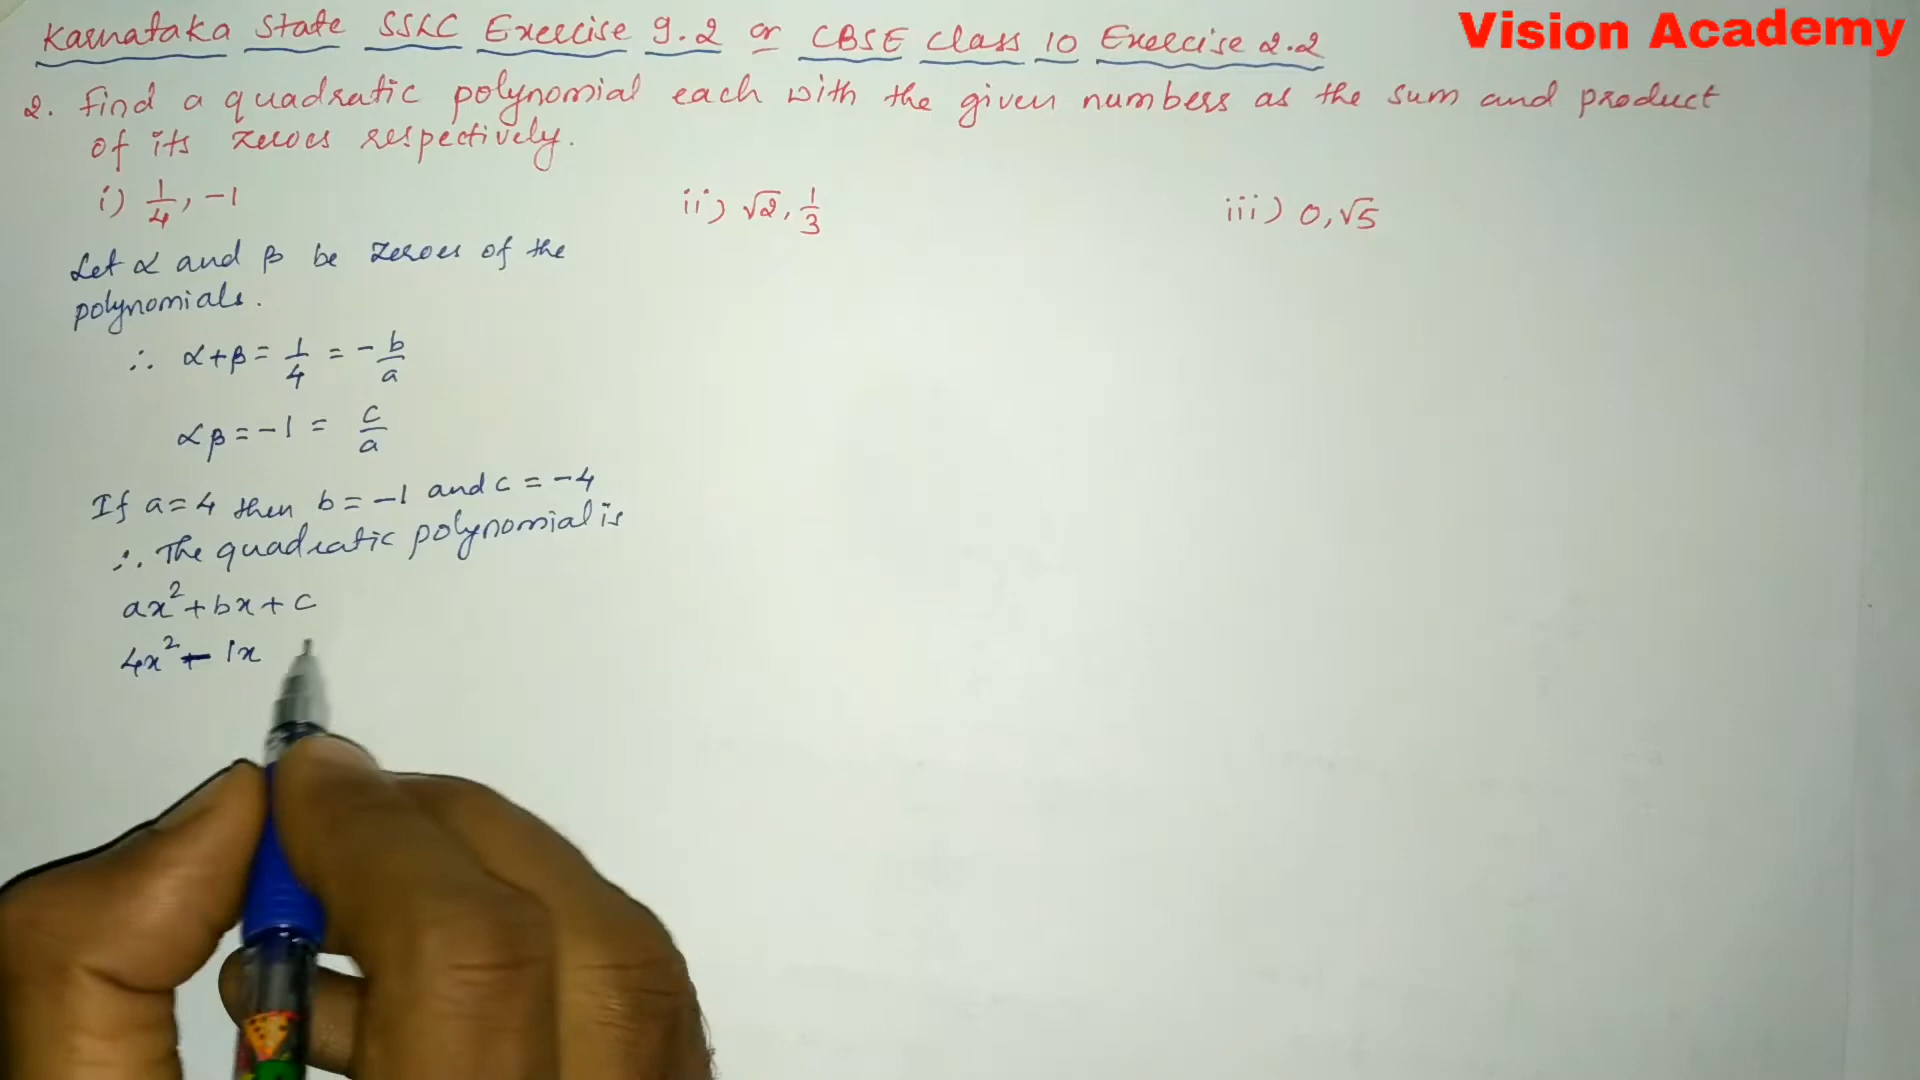 Karnataka State SSLC Exercise 9.2 or CBSE Class 10 Exercise 2.2
Vision Academy
2. Find a quadratic polynomial each with the given numbers as the sum and product
of its zeroes respectively.
i) 1/4, -1
ii) √2, 1/3
iii) 0, √5
Let α and β be zeroes of the
polynomials.
∴ α+β = 1/4 = -b/a
αβ = -1 = c/a
If a=4 then b=-1 and c=-4
∴ The quadratic polynomial is
ax²+bx+c
4x²-1x